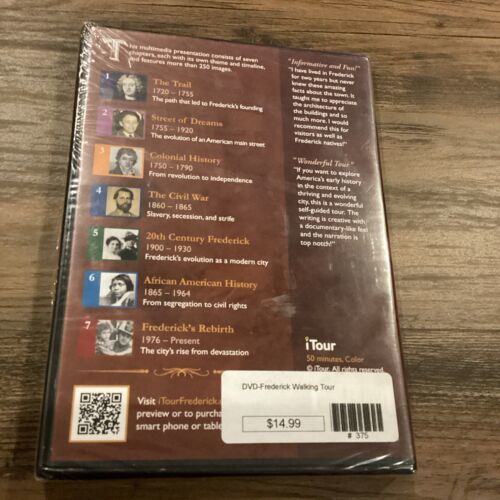 This multimedia presentation consists of seven
chapters, each with its own theme and timeline,
and features more than 250 images.
1 The Trail
1720 – 1755
The path that led to Frederick's founding
2 Street of Dreams
1755 – 1920
The evolution of an American main street
3 Colonial History
1750 – 1790
From revolution to independence
4 The Civil War
1860 – 1865
Slavery, secession, and strife
5 20th Century Frederick
1900 – 1930
Frederick's evolution as a modern city
6 African American History
1865 – 1964
From segregation to civil rights
7 Frederick's Rebirth
1976 – Present
The city's rise from devastation
Visit iTourFrederick.
preview or to purcha
smart phone or table
"Informative and Fun!"
"I have lived in Frederick
for two years but never
knew these amazing
facts about the town. It
taught me to appreciate
the architecture of
the buildings and so
much more. I would
recommend this for
visitors as well as
Frederick natives!"
"Wonderful Tour"
"If you want to explore
America's early history
in the context of a
thriving and evolving
city, this is a wonderful
self-guided tour. The
writing is creative with
a documentary-like feel
and the narration is
top notch!"
iTour
50 minutes, Color
© iTour. All rights reserved.
DVD-Frederick Walking Tour
$14.99
# 375